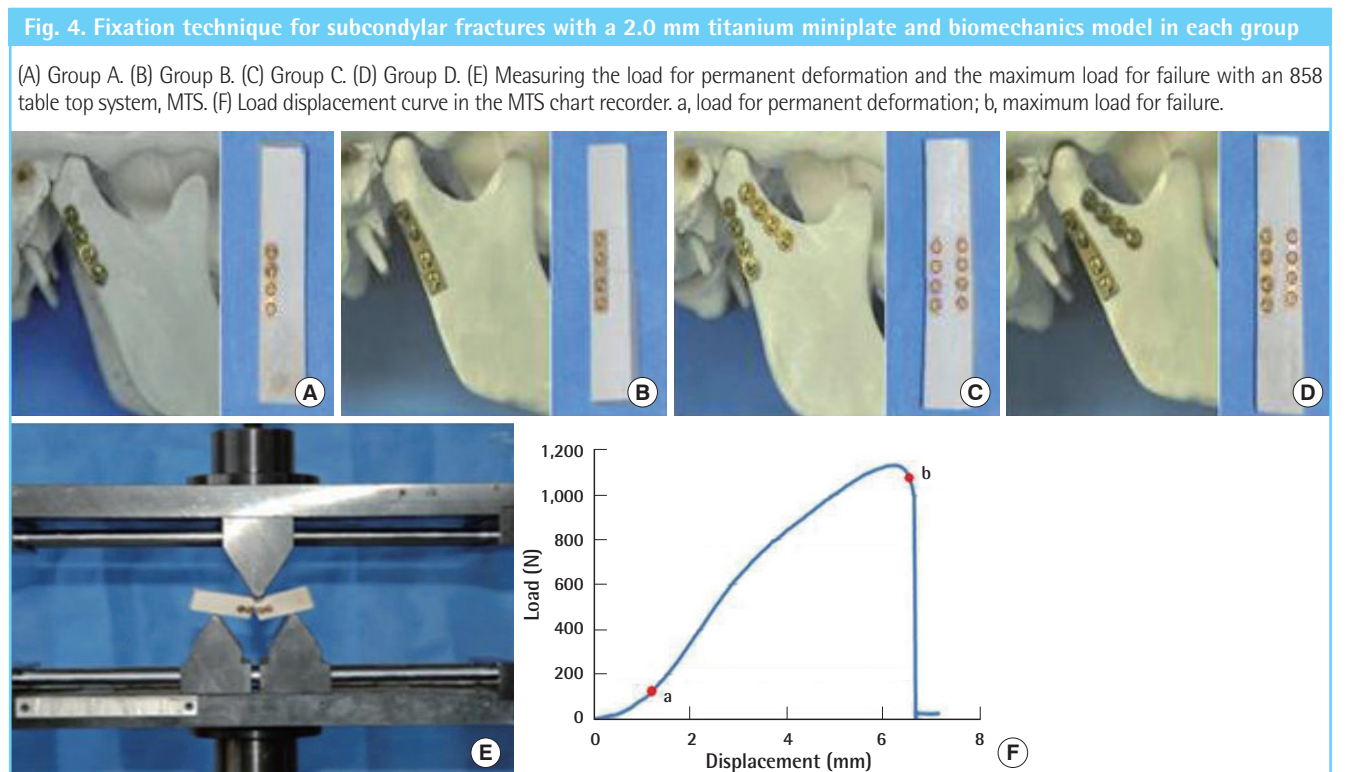 Fig. 4. Fixation technique for subcondylar fractures with a 2.0 mm titanium miniplate and biomechanics model in each group
(A) Group A. (B) Group B. (C) Group C. (D) Group D. (E) Measuring the load for permanent deformation and the maximum load for failure with an 858
table top system, MTS. (F) Load displacement curve in the MTS chart recorder. a, load for permanent deformation; b, maximum load for failure.
A
B
C
D
E
1,200
1,000
800
600
400
200
0
Load (N)
b
a
0 2 4 6 8
Displacement (mm)
F